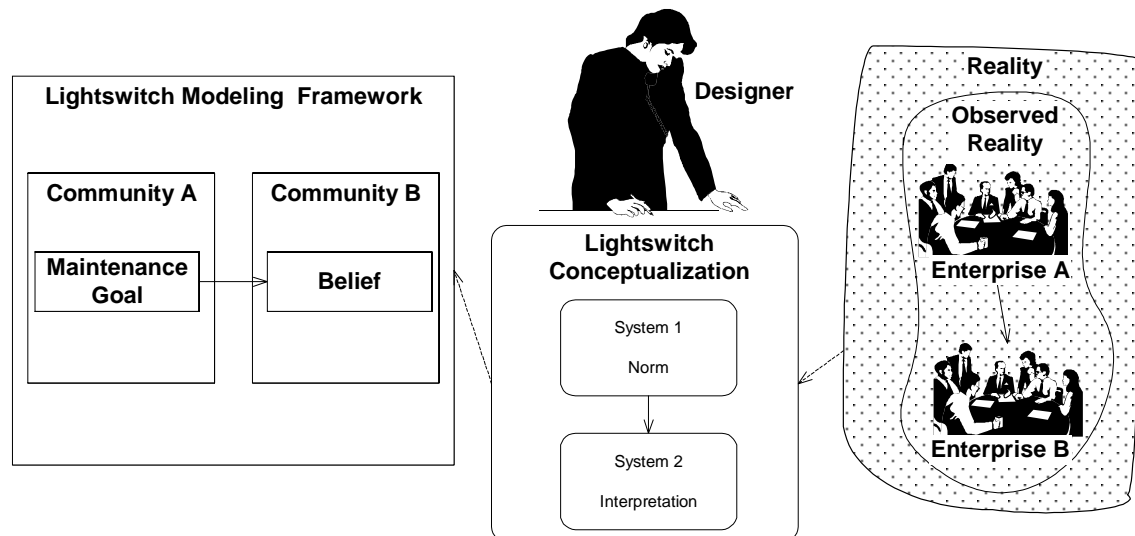 Lightswitch Modeling Framework
Community A
Community B
Maintenance
Goal
Belief
Designer
Lightswitch
Conceptualization
System 1
Norm
System 2
Interpretation
Reality
Observed
Reality
Enterprise A
Enterprise B